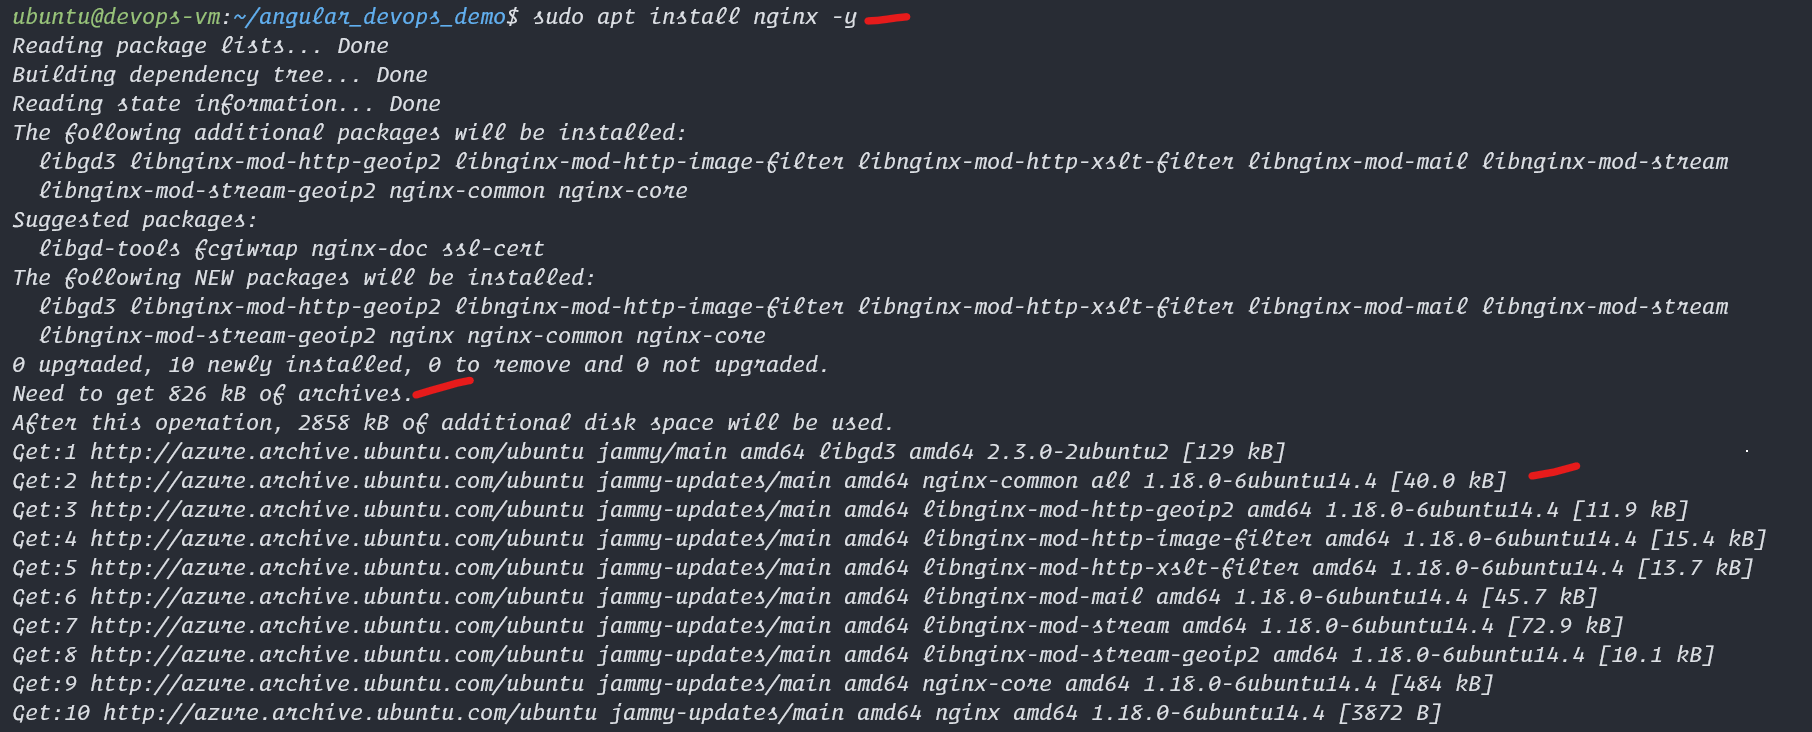 ubuntu@devops-vm:~/angular_devops_demo$ sudo apt install nginx -y
Reading package lists... Done
Building dependency tree... Done
Reading state information... Done
The following additional packages will be installed:
  libgd3 libnginx-mod-http-geoip2 libnginx-mod-http-image-filter libnginx-mod-http-xslt-filter libnginx-mod-mail libnginx-mod-stream
  libnginx-mod-stream-geoip2 nginx-common nginx-core
Suggested packages:
  libgd-tools fcgiwrap nginx-doc ssl-cert
The following NEW packages will be installed:
  libgd3 libnginx-mod-http-geoip2 libnginx-mod-http-image-filter libnginx-mod-http-xslt-filter libnginx-mod-mail libnginx-mod-stream
  libnginx-mod-stream-geoip2 nginx nginx-common nginx-core
0 upgraded, 10 newly installed, 0 to remove and 0 not upgraded.
Need to get 826 kB of archives.
After this operation, 2858 kB of additional disk space will be used.
Get:1 http://azure.archive.ubuntu.com/ubuntu jammy/main amd64 libgd3 amd64 2.3.0-2ubuntu2 [129 kB]
Get:2 http://azure.archive.ubuntu.com/ubuntu jammy-updates/main amd64 nginx-common all 1.18.0-6ubuntu14.4 [40.0 kB]
Get:3 http://azure.archive.ubuntu.com/ubuntu jammy-updates/main amd64 libnginx-mod-http-geoip2 amd64 1.18.0-6ubuntu14.4 [11.9 kB]
Get:4 http://azure.archive.ubuntu.com/ubuntu jammy-updates/main amd64 libnginx-mod-http-image-filter amd64 1.18.0-6ubuntu14.4 [15.4 kB]
Get:5 http://azure.archive.ubuntu.com/ubuntu jammy-updates/main amd64 libnginx-mod-http-xslt-filter amd64 1.18.0-6ubuntu14.4 [13.7 kB]
Get:6 http://azure.archive.ubuntu.com/ubuntu jammy-updates/main amd64 libnginx-mod-mail amd64 1.18.0-6ubuntu14.4 [45.7 kB]
Get:7 http://azure.archive.ubuntu.com/ubuntu jammy-updates/main amd64 libnginx-mod-stream amd64 1.18.0-6ubuntu14.4 [72.9 kB]
Get:8 http://azure.archive.ubuntu.com/ubuntu jammy-updates/main amd64 libnginx-mod-stream-geoip2 amd64 1.18.0-6ubuntu14.4 [10.1 kB]
Get:9 http://azure.archive.ubuntu.com/ubuntu jammy-updates/main amd64 nginx-core amd64 1.18.0-6ubuntu14.4 [484 kB]
Get:10 http://azure.archive.ubuntu.com/ubuntu jammy-updates/main amd64 nginx amd64 1.18.0-6ubuntu14.4 [3872 B]